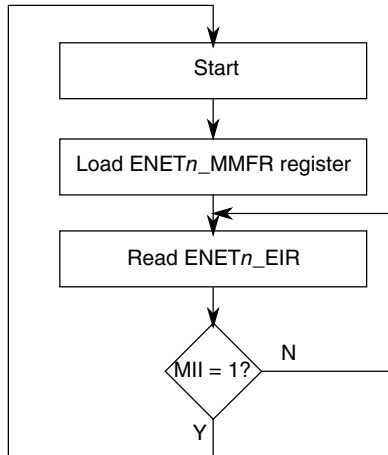 Start
Load ENETn_MMFR register
Read ENETn_EIR
MII = 1?
N
Y